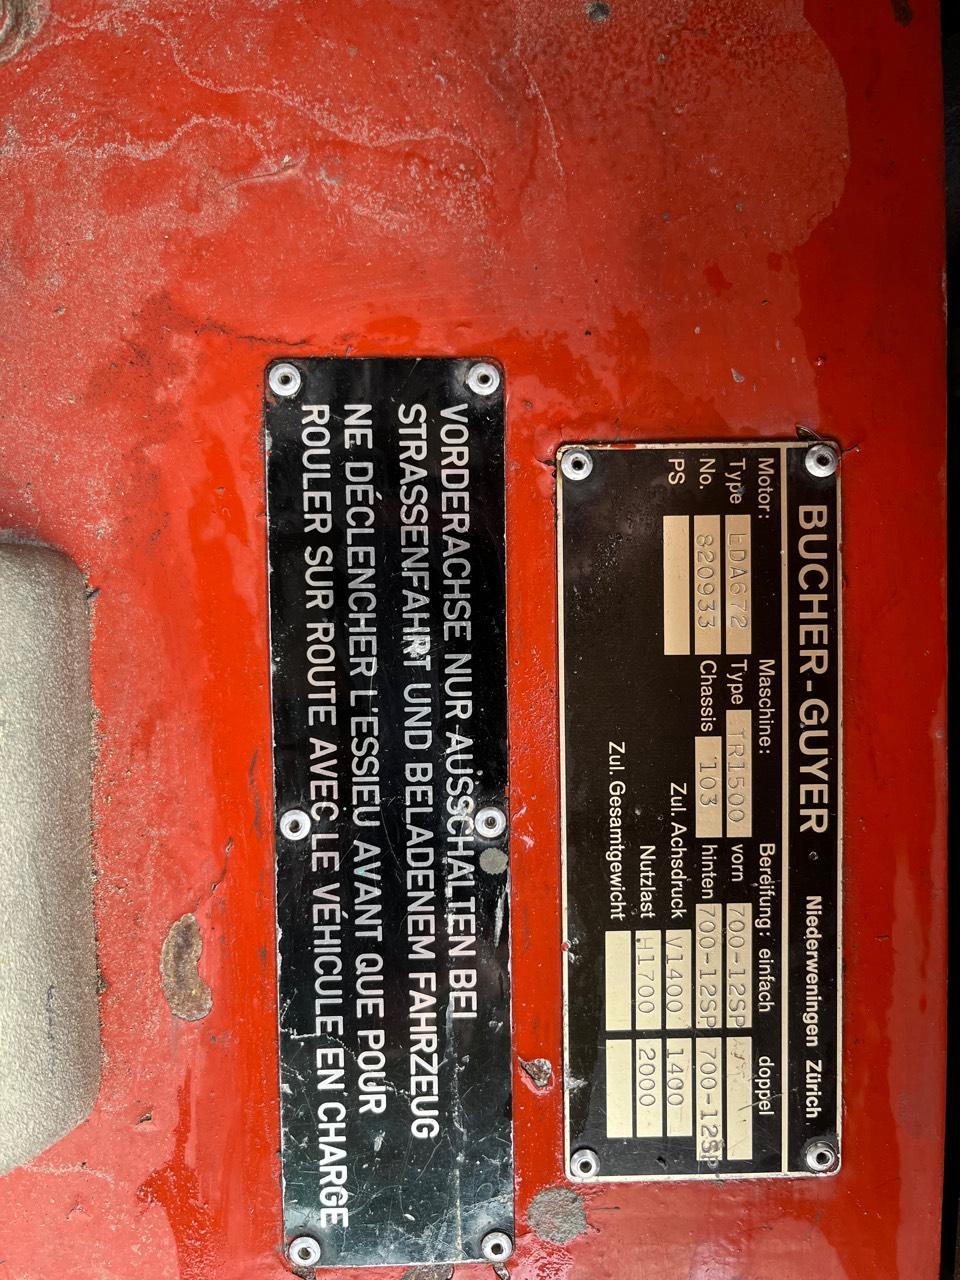 BUCHER-GUYER Niederweningen Zürich
Motor: Maschine: Bereifung: einfach doppel
Type LDA672 Type TR1500 vorn 700-12SP
No. 820933 Chassis 103 hinten 700-12SP 700-12SP
PS Zul. Achsdruck V1400 1400
Nutzlast H1700 2000
Zul. Gesamtgewicht
VORDERACHSE NUR AUSSCHALTEN BEI
STRASSENFAHRT UND BELADENEM FAHRZEUG
NE DÉCLENCHER L'ESSIEU AVANT QUE POUR
ROULER SUR ROUTE AVEC LE VÉHICULE EN CHARGE